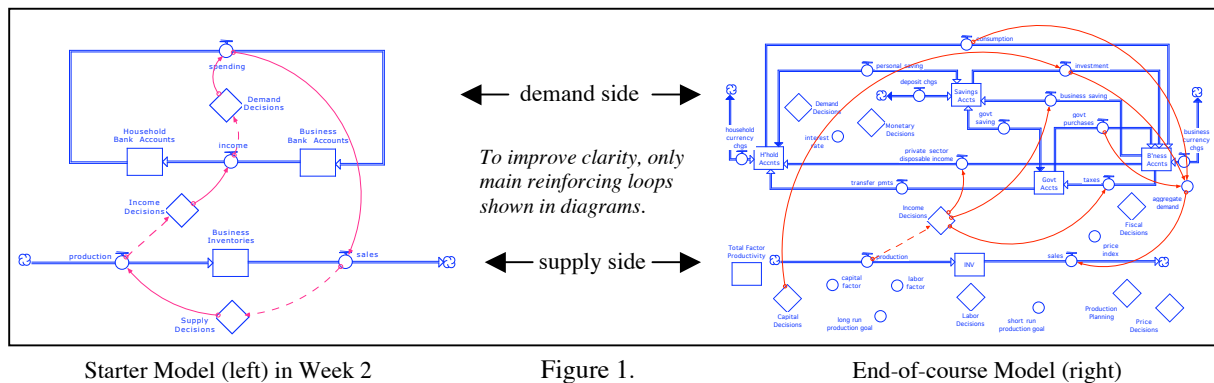 spending
Demand
Decisions
Household
Bank Accounts
Business
Bank Accounts
income
Income
Decisions
Business
Inventories
production
sales
Supply
Decisions
demand side
To improve clarity, only
main reinforcing loops
shown in diagrams.
supply side
consumption
personal saving
investment
deposit chgs
Savings
Accts
business saving
Demand
Decisions
Monetary
Decisions
household
currency
chgs
interest
rate
govt
saving
govt
purchases
business
currency
chgs
H'hold
Accnts
private sector
disposable income
B'ness
Accnts
transfer pmts
Govt
Accts
taxes
aggregate
demand
Income
Decisions
Fiscal
Decisions
Total Factor
Productivity
production
INV
sales
price
index
capital
factor
labor
factor
Capital
Decisions
long run
production goal
Labor
Decisions
short run
production goal
Production
Planning
Price
Decisions
Starter Model (left) in Week 2
Figure 1.
End-of-course Model (right)